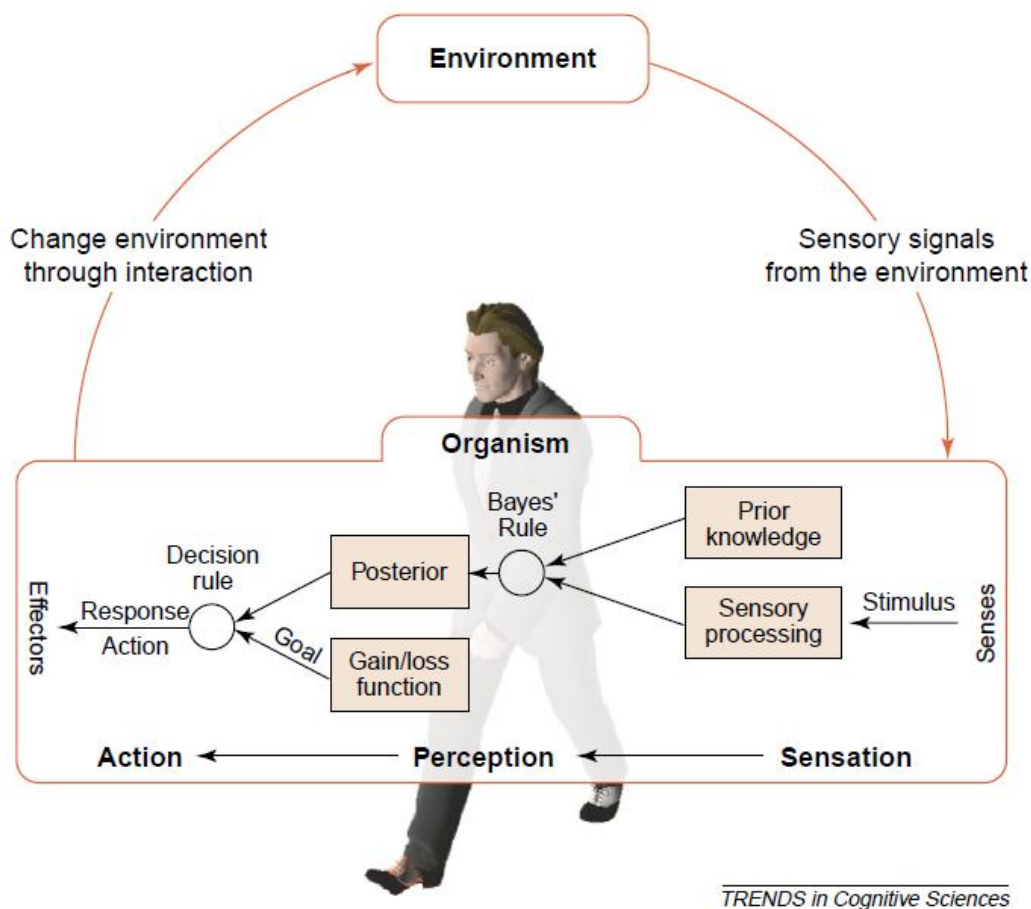 Environment
Change environment
through interaction
Sensory signals
from the environment
Organism
Bayes'
Rule
Prior
knowledge
Decision
rule
Posterior
Effectors
Response
Action
Goal
Gain/loss
function
Sensory
processing
Stimulus
Senses
Action
Perception
Sensation
TRENDS in Cognitive Sciences